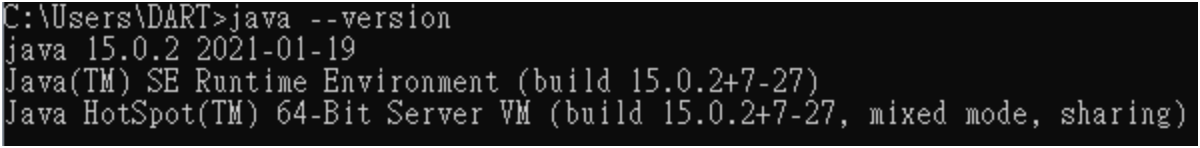 C:\Users\DART>java --version
java 15.0.2 2021-01-19
Java(TM) SE Runtime Environment (build 15.0.2+7-27)
Java HotSpot(TM) 64-Bit Server VM (build 15.0.2+7-27, mixed mode, sharing)